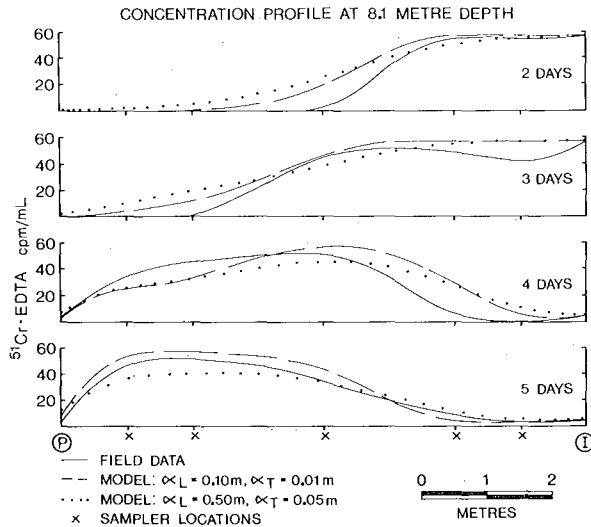 CONCENTRATION PROFILE AT 8.1 METRE DEPTH
60
40
20
2 DAYS
60
40
20
3 DAYS
60
40
20
4 DAYS
60
40
20
5 DAYS
51Cr-EDTA cpm/mL
P x x x x x I
FIELD DATA
MODEL: ∝L = 0.10m, ∝T = 0.01m
MODEL: ∝L = 0.50m, ∝T = 0.05m
x SAMPLER LOCATIONS
0 1 2
METRES